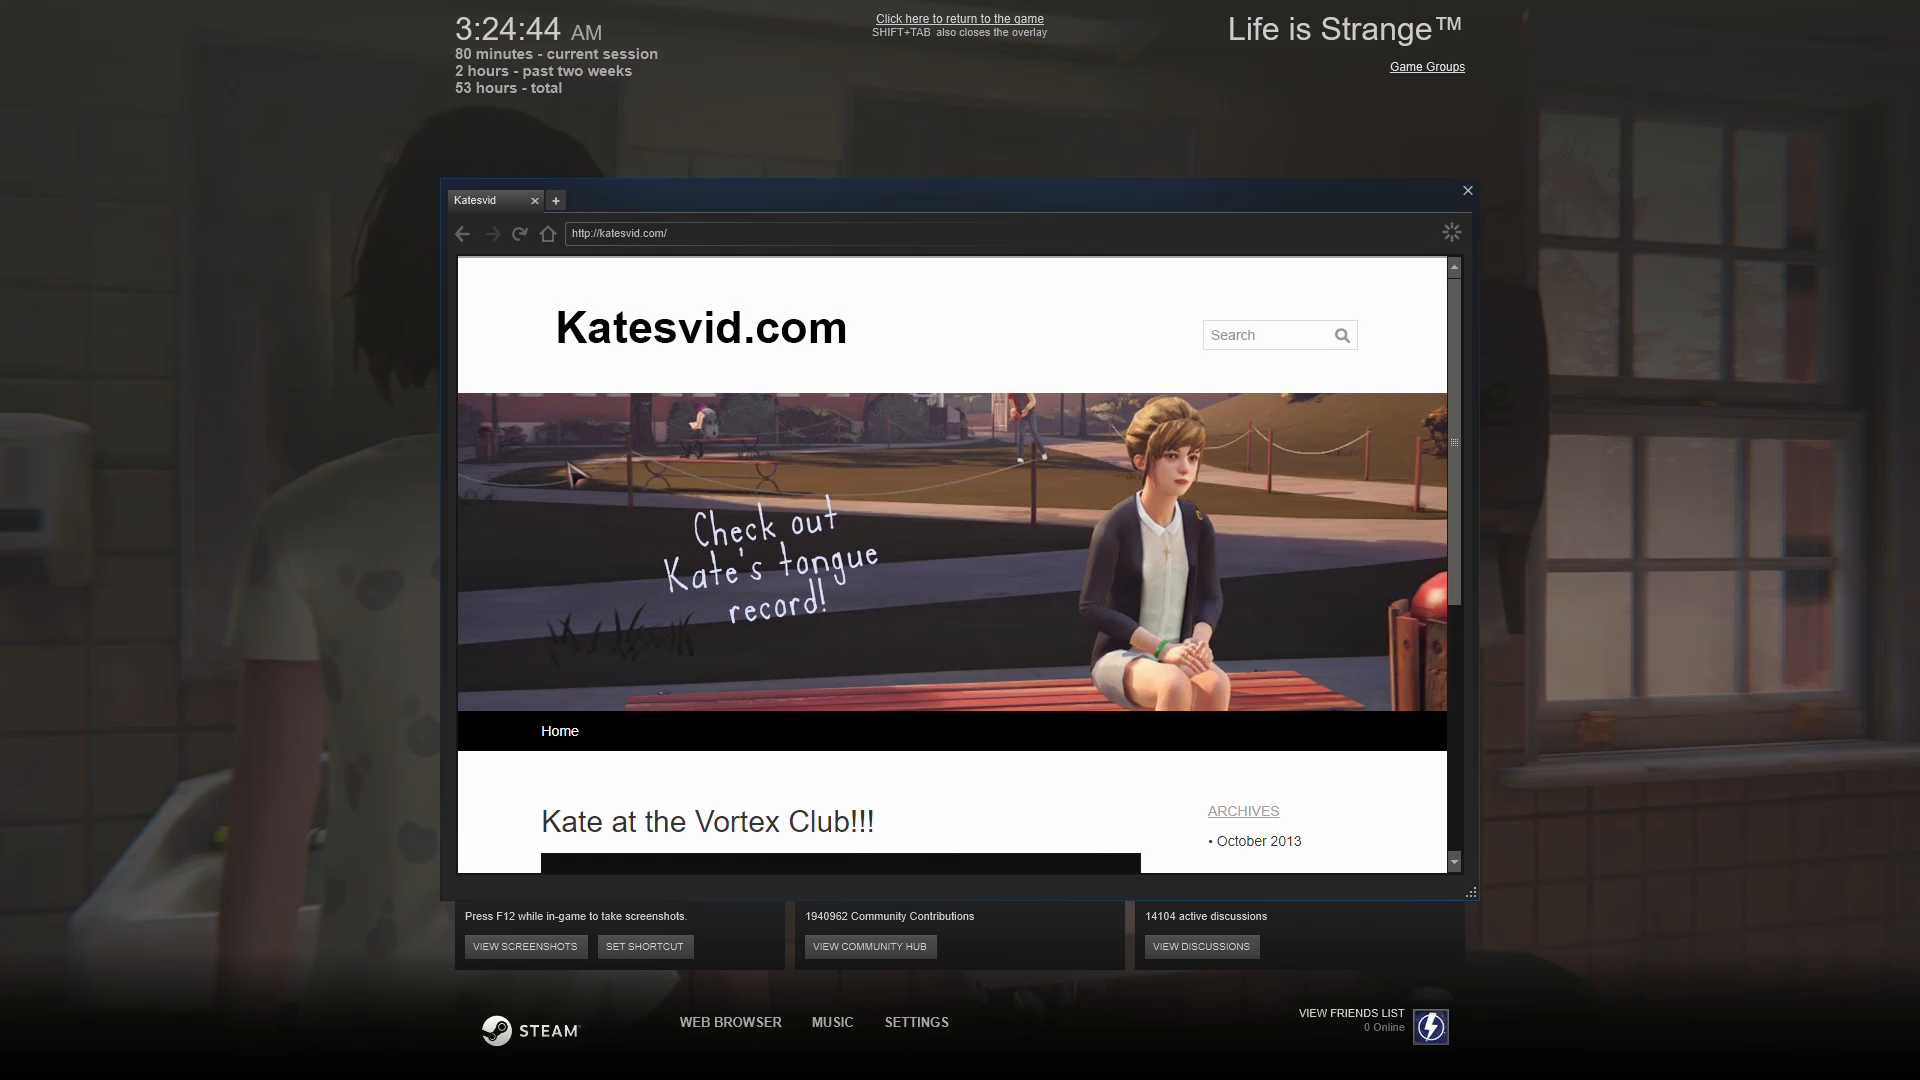 3:24:44 AM
80 minutes - current session
2 hours - past two weeks
53 hours - total
Click here to return to the game
SHIFT+TAB also closes the overlay
Life is Strange™
Game Groups
Katesvid
http://katesvid.com/
Katesvid.com
Search
Check out
Kate's tongue
record!
Home
Kate at the Vortex Club!!!
ARCHIVES
• October 2013
Press F12 while in-game to take screenshots.
VIEW SCREENSHOTS
SET SHORTCUT
1940962 Community Contributions
VIEW COMMUNITY HUB
14104 active discussions
VIEW DISCUSSIONS
STEAM
WEB BROWSER
MUSIC
SETTINGS
VIEW FRIENDS LIST
0 Online